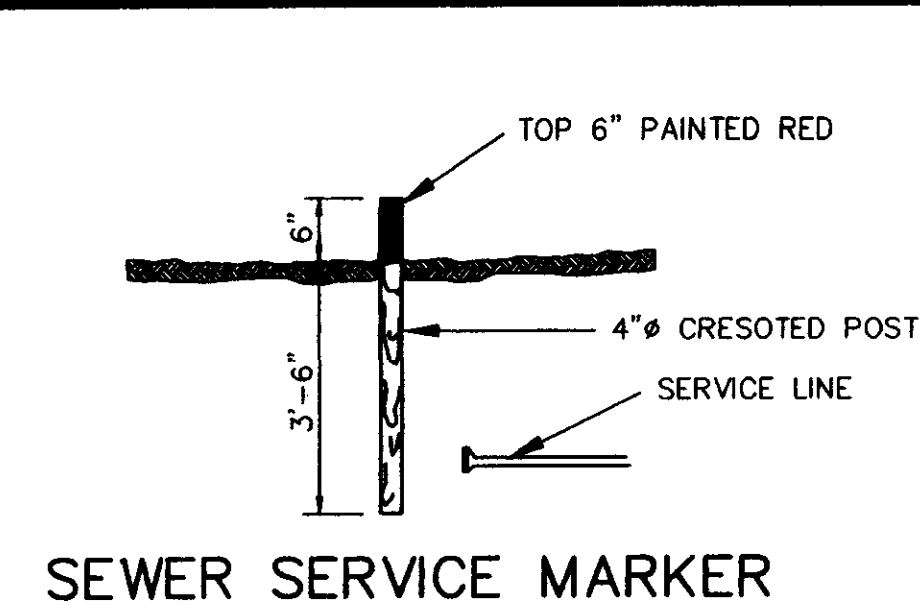 TOP 6" PAINTED RED
6"
4"ø CRESOTED POST
3'-6"
SERVICE LINE
SEWER SERVICE MARKER